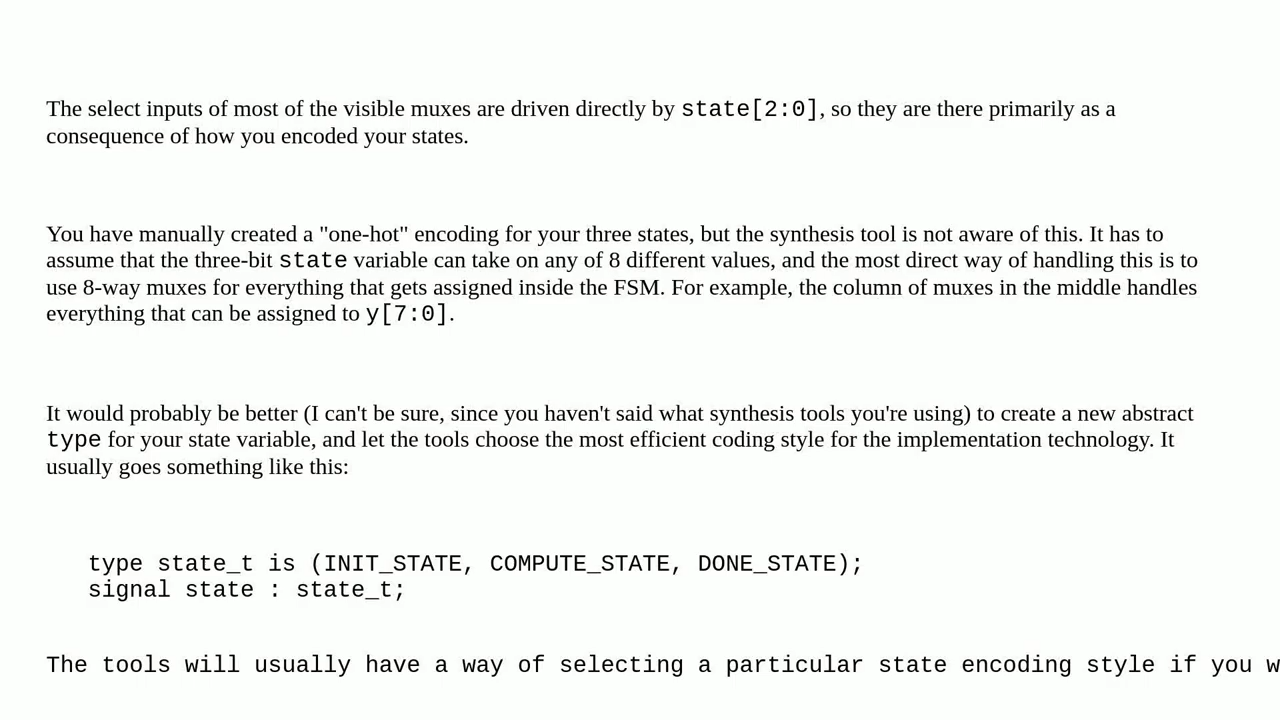 The select inputs of most of the visible muxes are driven directly by state[2:0], so they are there primarily as a
consequence of how you encoded your states.
You have manually created a "one-hot" encoding for your three states, but the synthesis tool is not aware of this. It has to
assume that the three-bit state variable can take on any of 8 different values, and the most direct way of handling this is to
use 8-way muxes for everything that gets assigned inside the FSM. For example, the column of muxes in the middle handles
everything that can be assigned to y[7:0].
It would probably be better (I can't be sure, since you haven't said what synthesis tools you're using) to create a new abstract
type for your state variable, and let the tools choose the most efficient coding style for the implementation technology. It
usually goes something like this:
type state_t is (INIT_STATE, COMPUTE_STATE, DONE_STATE);
signal state : state_t;
The tools will usually have a way of selecting a particular state encoding style if you